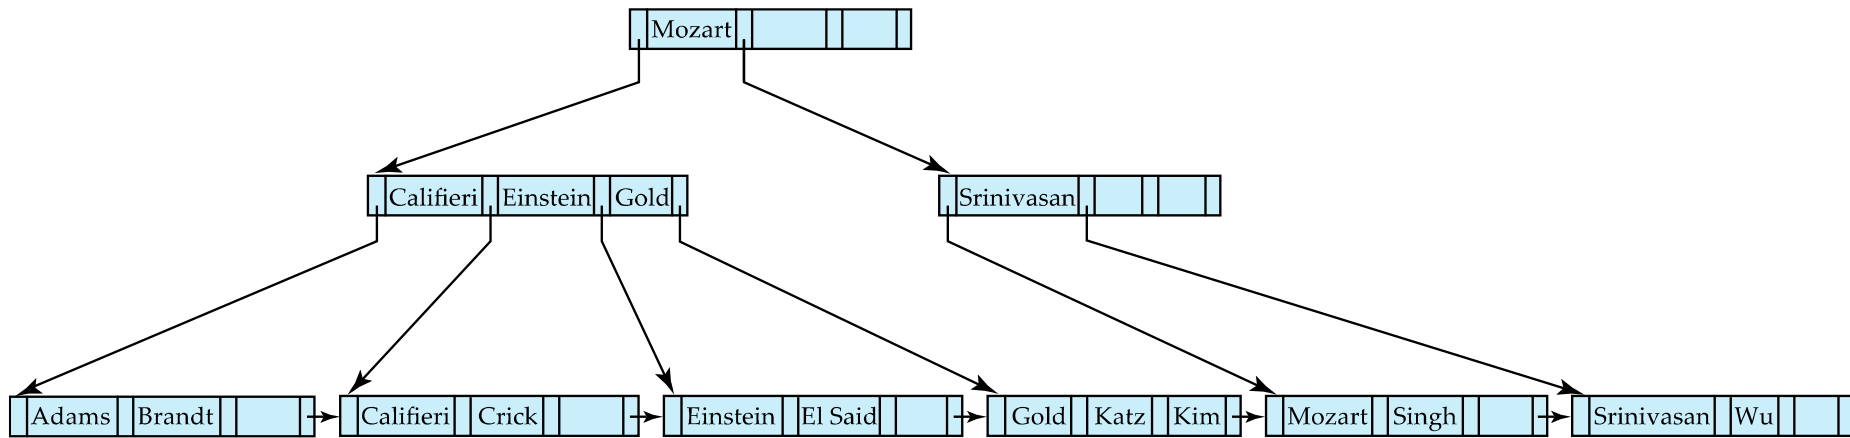 Mozart
Califieri Einstein Gold Srinivasan
Adams Brandt Califieri Crick Einstein El Said Gold Katz Kim Mozart Singh Srinivasan Wu